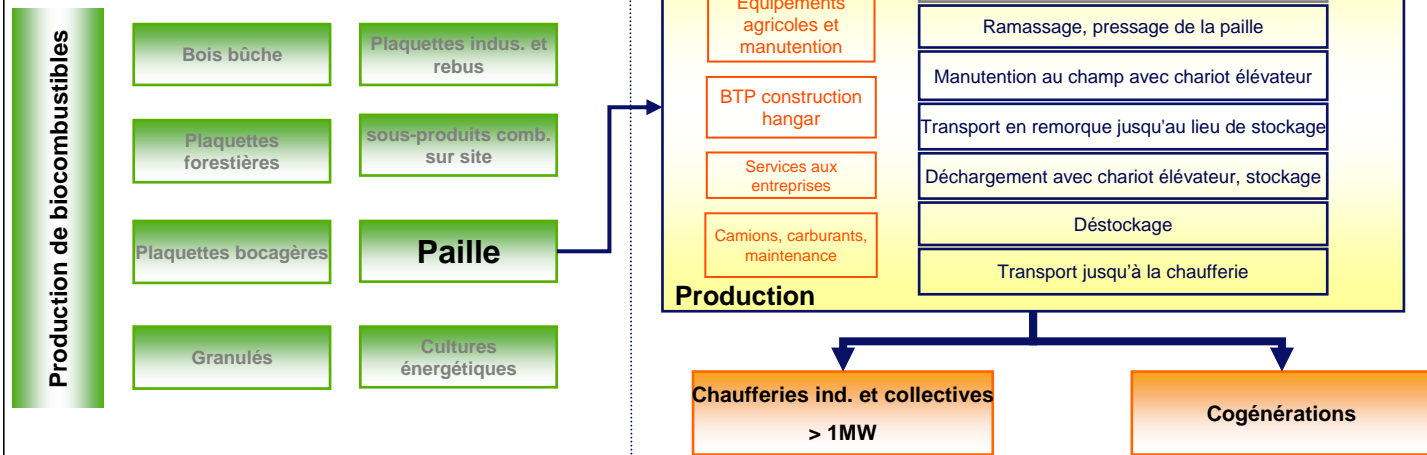 Production de biocombustibles
Bois bûche
Plaquettes indus. et
rebus
Plaquettes
forestières
sous-produits comb.
sur site
Plaquettes bocagères
Paille
Granulés
Cultures
énergétiques
Equipements
agricoles et
manutention
BTP construction
hangar
Services aux
entreprises
Camions, carburants,
maintenance
Ramassage, pressage de la paille
Manutention au champ avec chariot élévateur
Transport en remorque jusqu'au lieu de stockage
Déchargement avec chariot élévateur, stockage
Déstockage
Transport jusqu’à la chaufferie
Production
Chaufferies ind. et collectives
> 1MW
Cogénérations